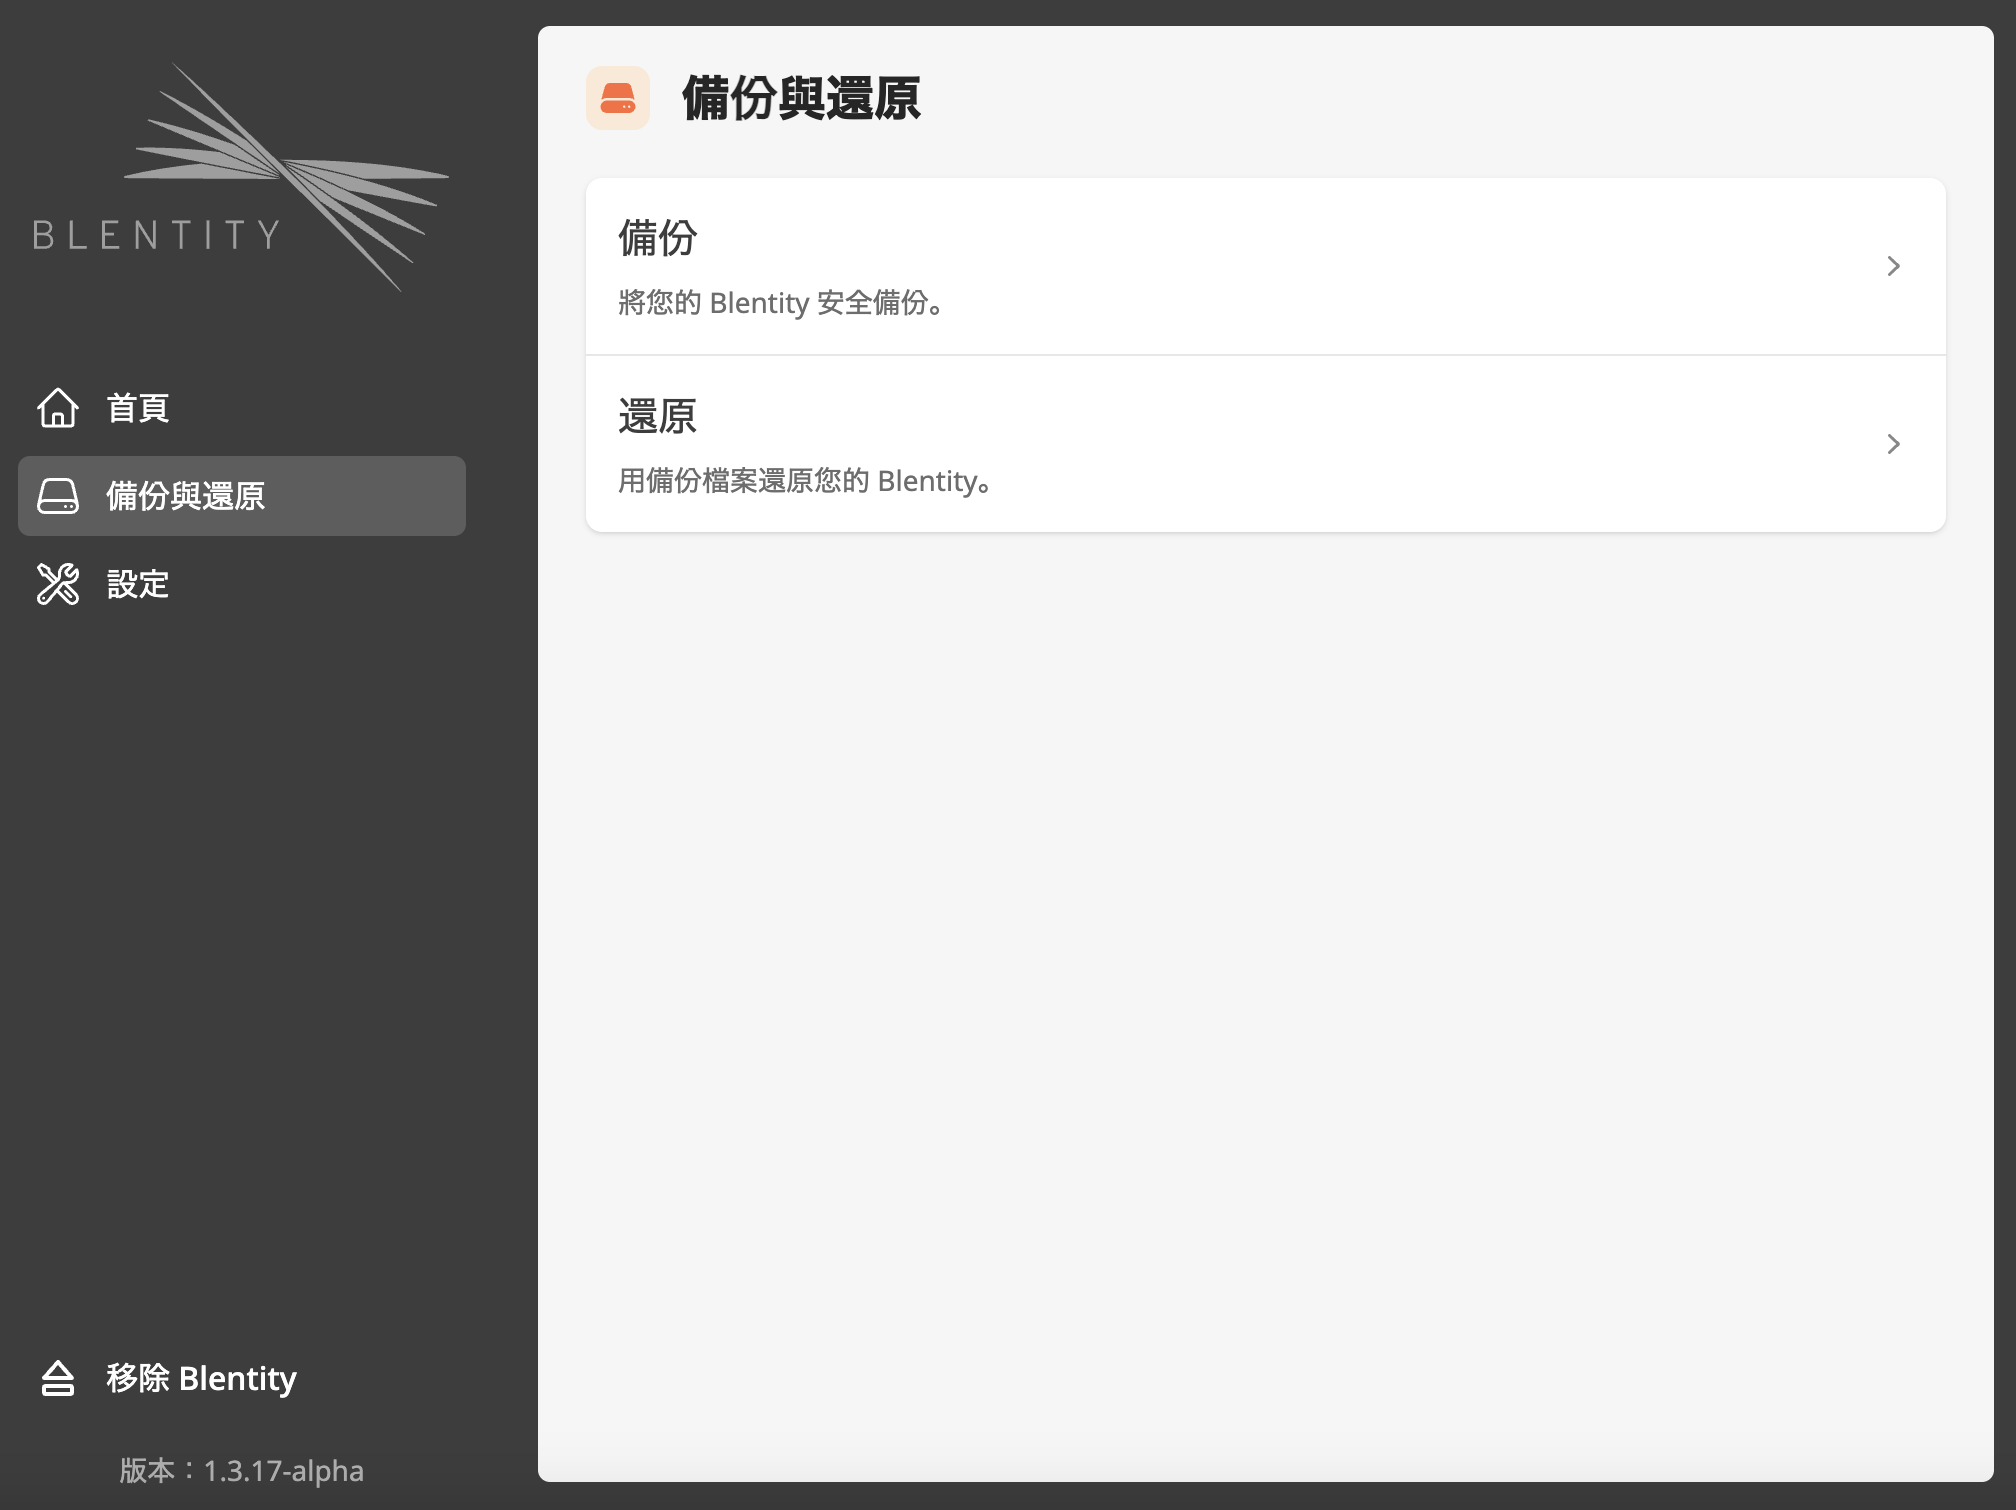 BLENTITY
首頁
備份與還原
設定
移除 Blentity
版本：1.3.17-alpha
備份與還原
備份
將您的 Blentity 安全備份。
還原
用備份檔案還原您的 Blentity。